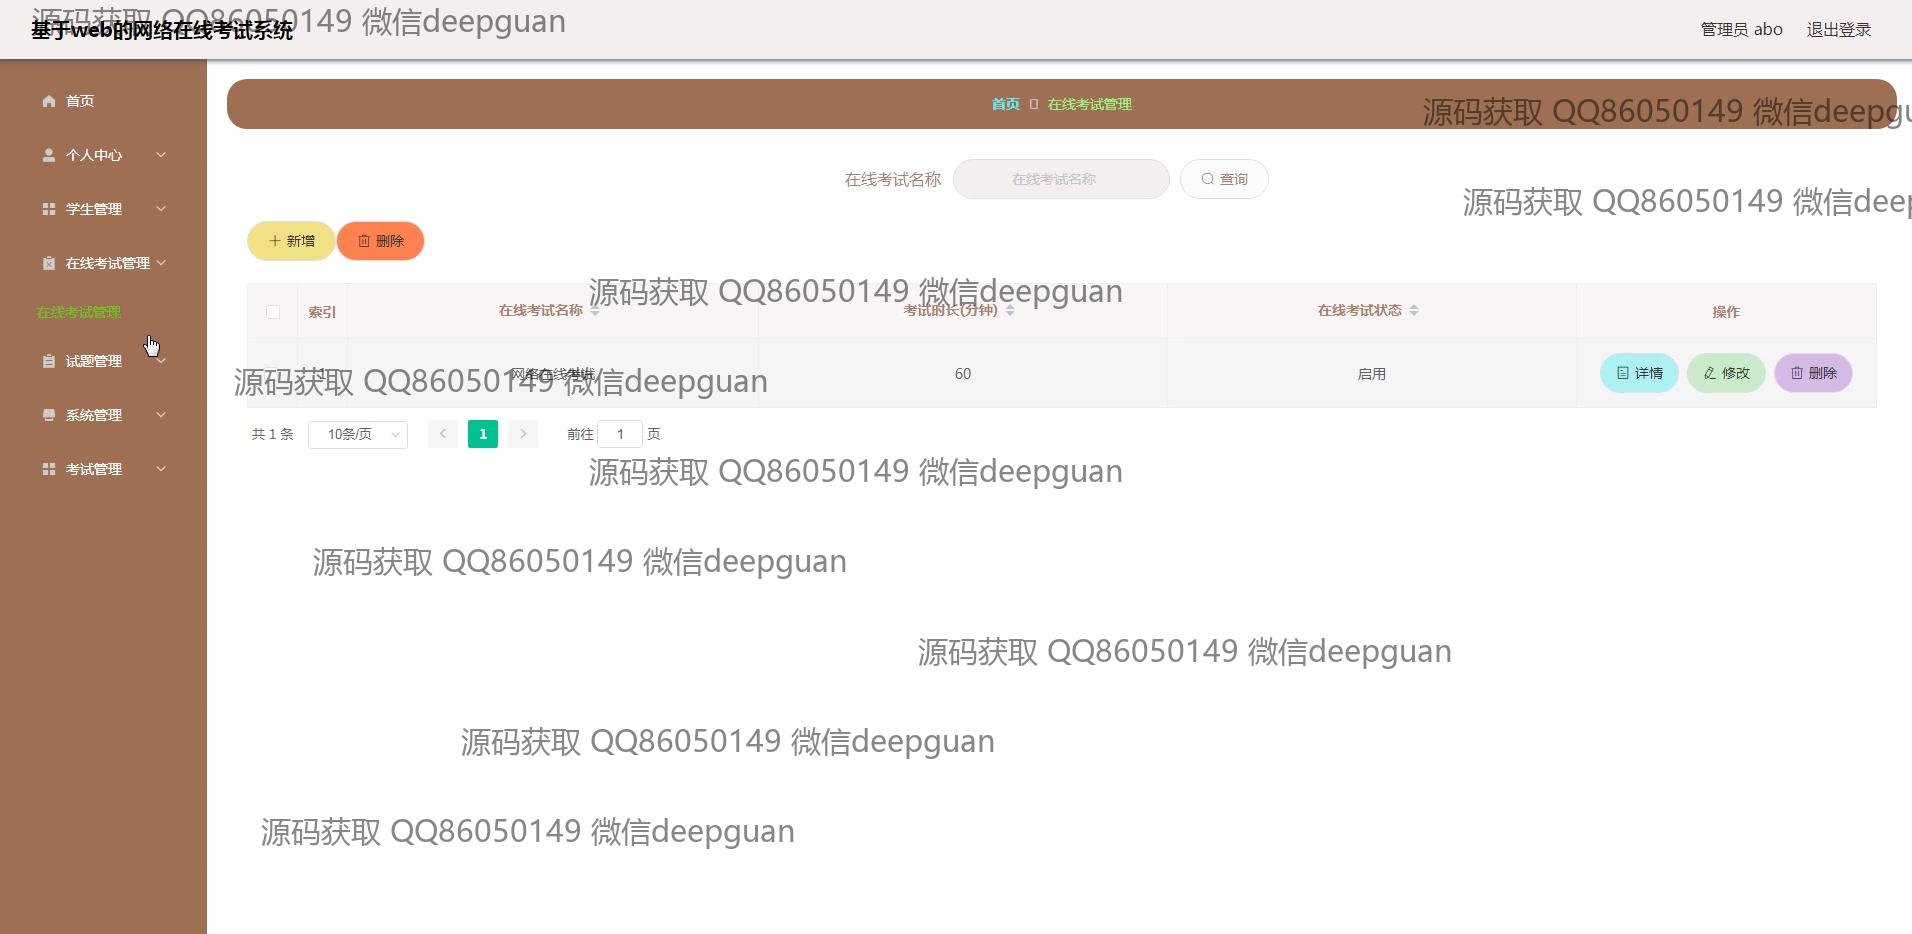 源码获取 QQ86050149 微信deepguan
基于web的网络在线考试系统
管理员 abo 退出登录
首页
个人中心
学生管理
在线考试管理
在线考试管理
试题管理
系统管理
考试管理
首页 在线考试管理
源码获取 QQ86050149 微信deepgu
在线考试名称 在线考试名称 查询
源码获取 QQ86050149 微信deep
新增 删除
源码获取 QQ86050149 微信deepguan
索引 在线考试名称 考试时长(分钟) 在线考试状态 操作
1 60 启用 详情 修改 删除
源码获取 QQ86050149 微信deepguan
共 1 条 10条/页 1 前往 1 页
源码获取 QQ86050149 微信deepguan
源码获取 QQ86050149 微信deepguan
源码获取 QQ86050149 微信deepguan
源码获取 QQ86050149 微信deepguan
源码获取 QQ86050149 微信deepguan